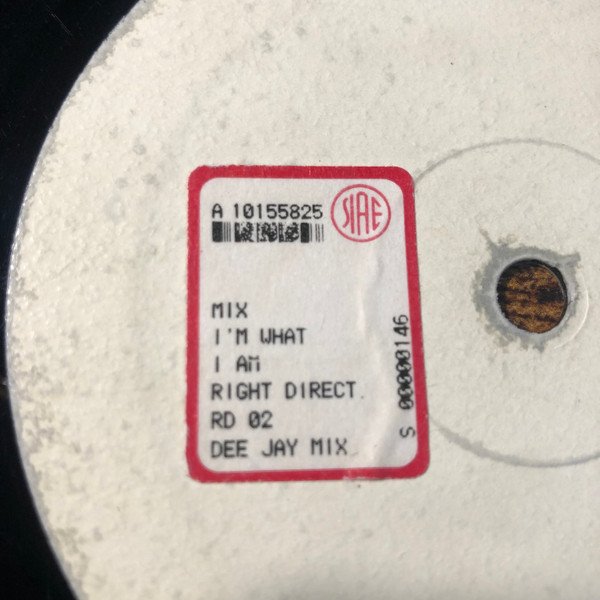 A 10155825
SIAE
MIX
I'M WHAT
I AM
RIGHT DIRECT.
RD 02
DEE JAY MIX
S 00000146